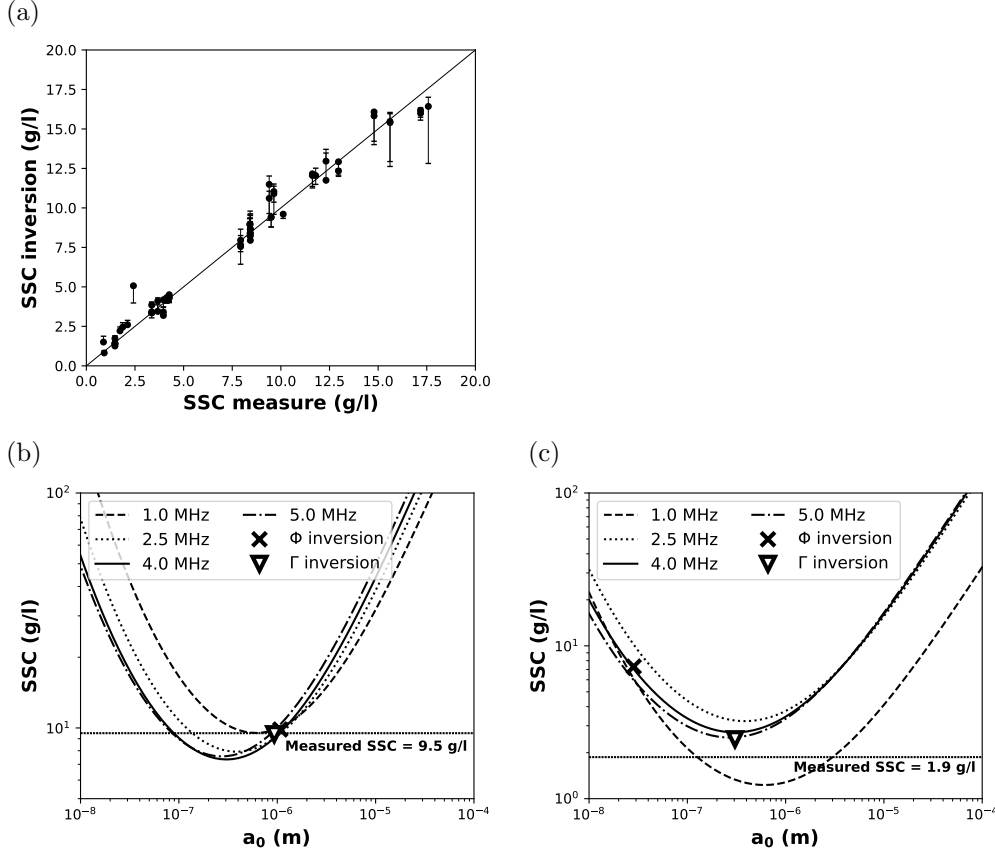 (a)
SSC inversion (g/l)
20.0
17.5
15.0
12.5
10.0
7.5
5.0
2.5
0.0
0.0 2.5 5.0 7.5 10.0 12.5 15.0 17.5 20.0
SSC measure (g/l)
(b)
SSC (g/l)
10²
10¹
1.0 MHz 5.0 MHz
2.5 MHz Φ inversion
4.0 MHz Γ inversion
Measured SSC = 9.5 g/l
10⁻⁸ 10⁻⁷ 10⁻⁶ 10⁻⁵ 10⁻⁴
a₀ (m)
(c)
SSC (g/l)
10²
10¹
10⁰
1.0 MHz 5.0 MHz
2.5 MHz Φ inversion
4.0 MHz Γ inversion
Measured SSC = 1.9 g/l
10⁻⁸ 10⁻⁷ 10⁻⁶ 10⁻⁵ 10⁻⁴
a₀ (m)